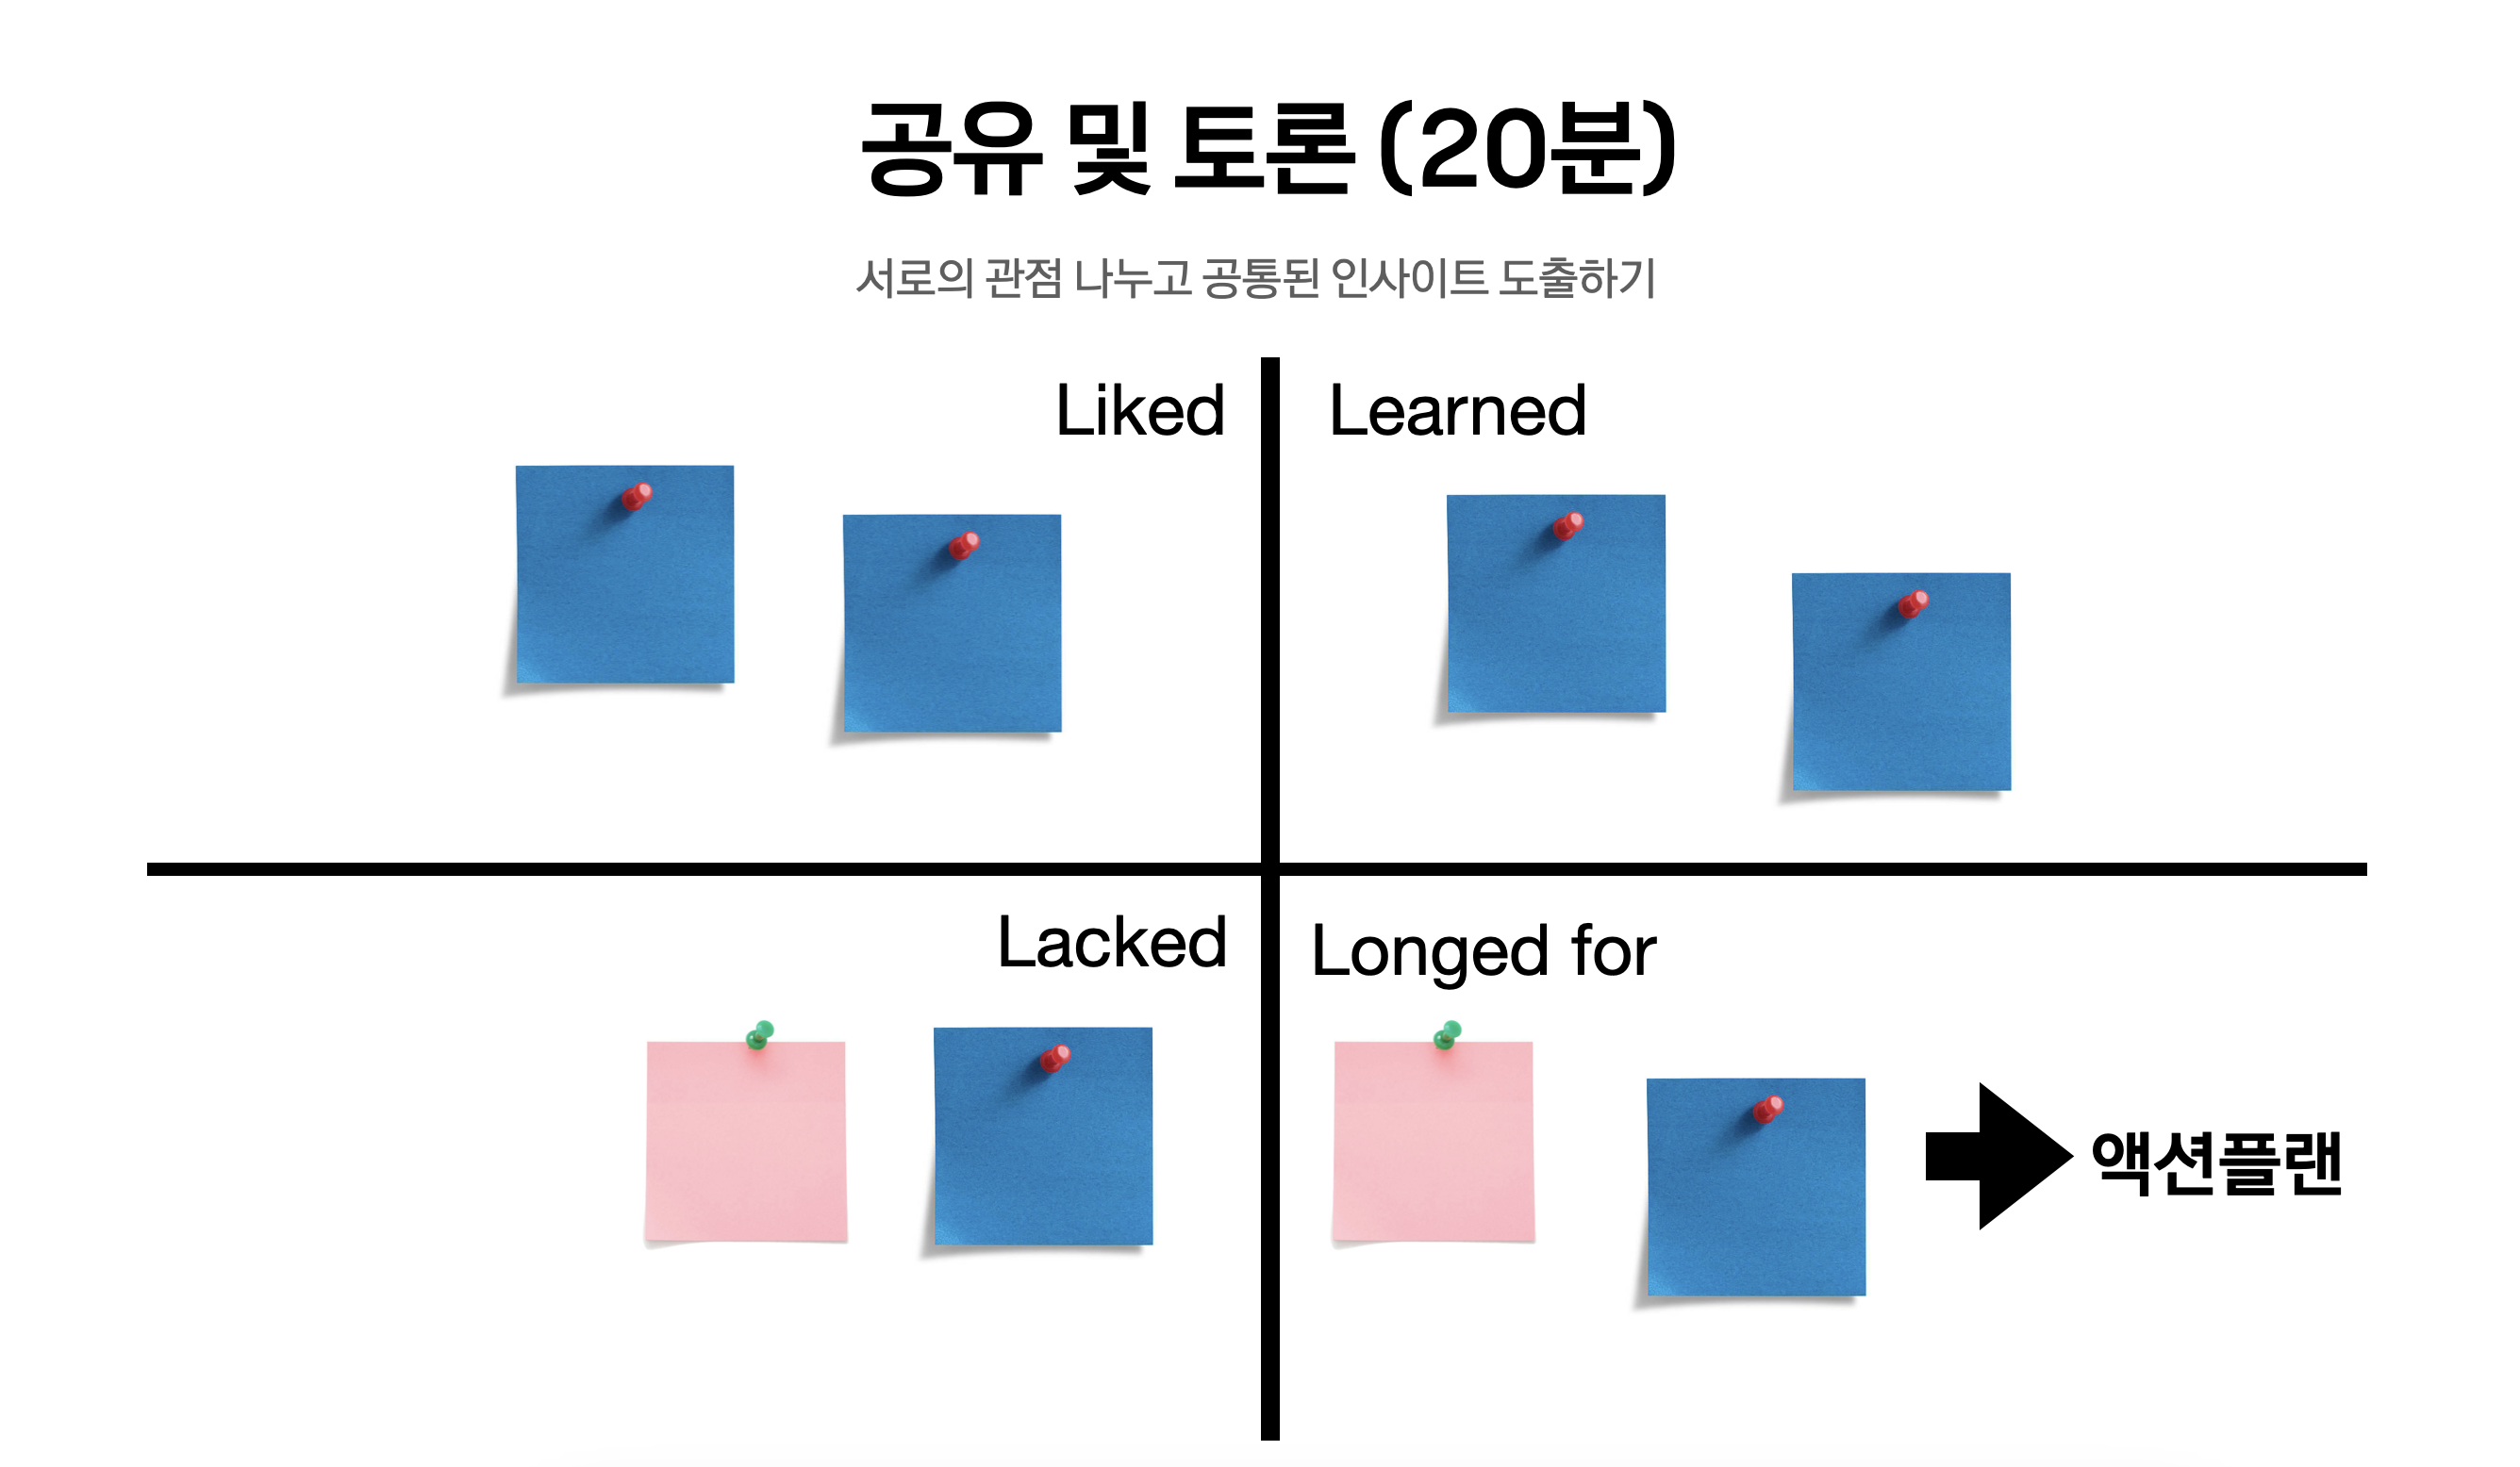 공유 및 토론 (20분)
서로의 관점 나누고 공통된 인사이트 도출하기
Liked
Learned
Lacked
Longed for
액션플랜